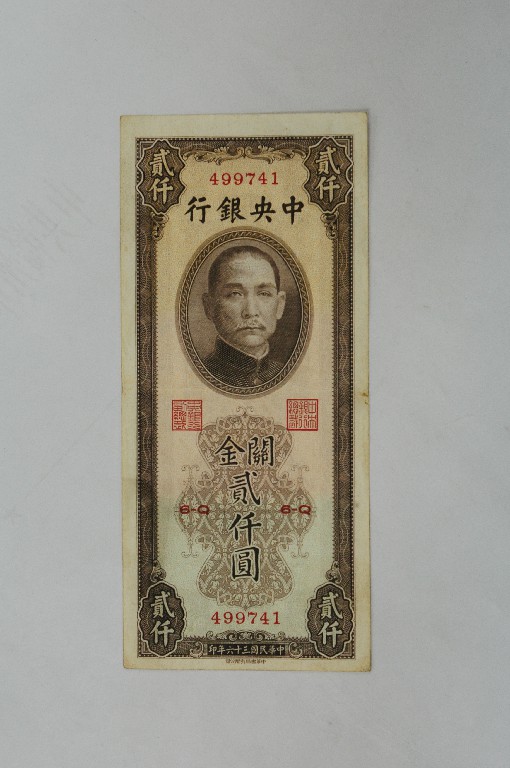 貳仟
貳仟
499741
中央銀行
關金
貳仟圓
6-Q
6-Q
499741
貳仟
貳仟
中華民國三十六年印